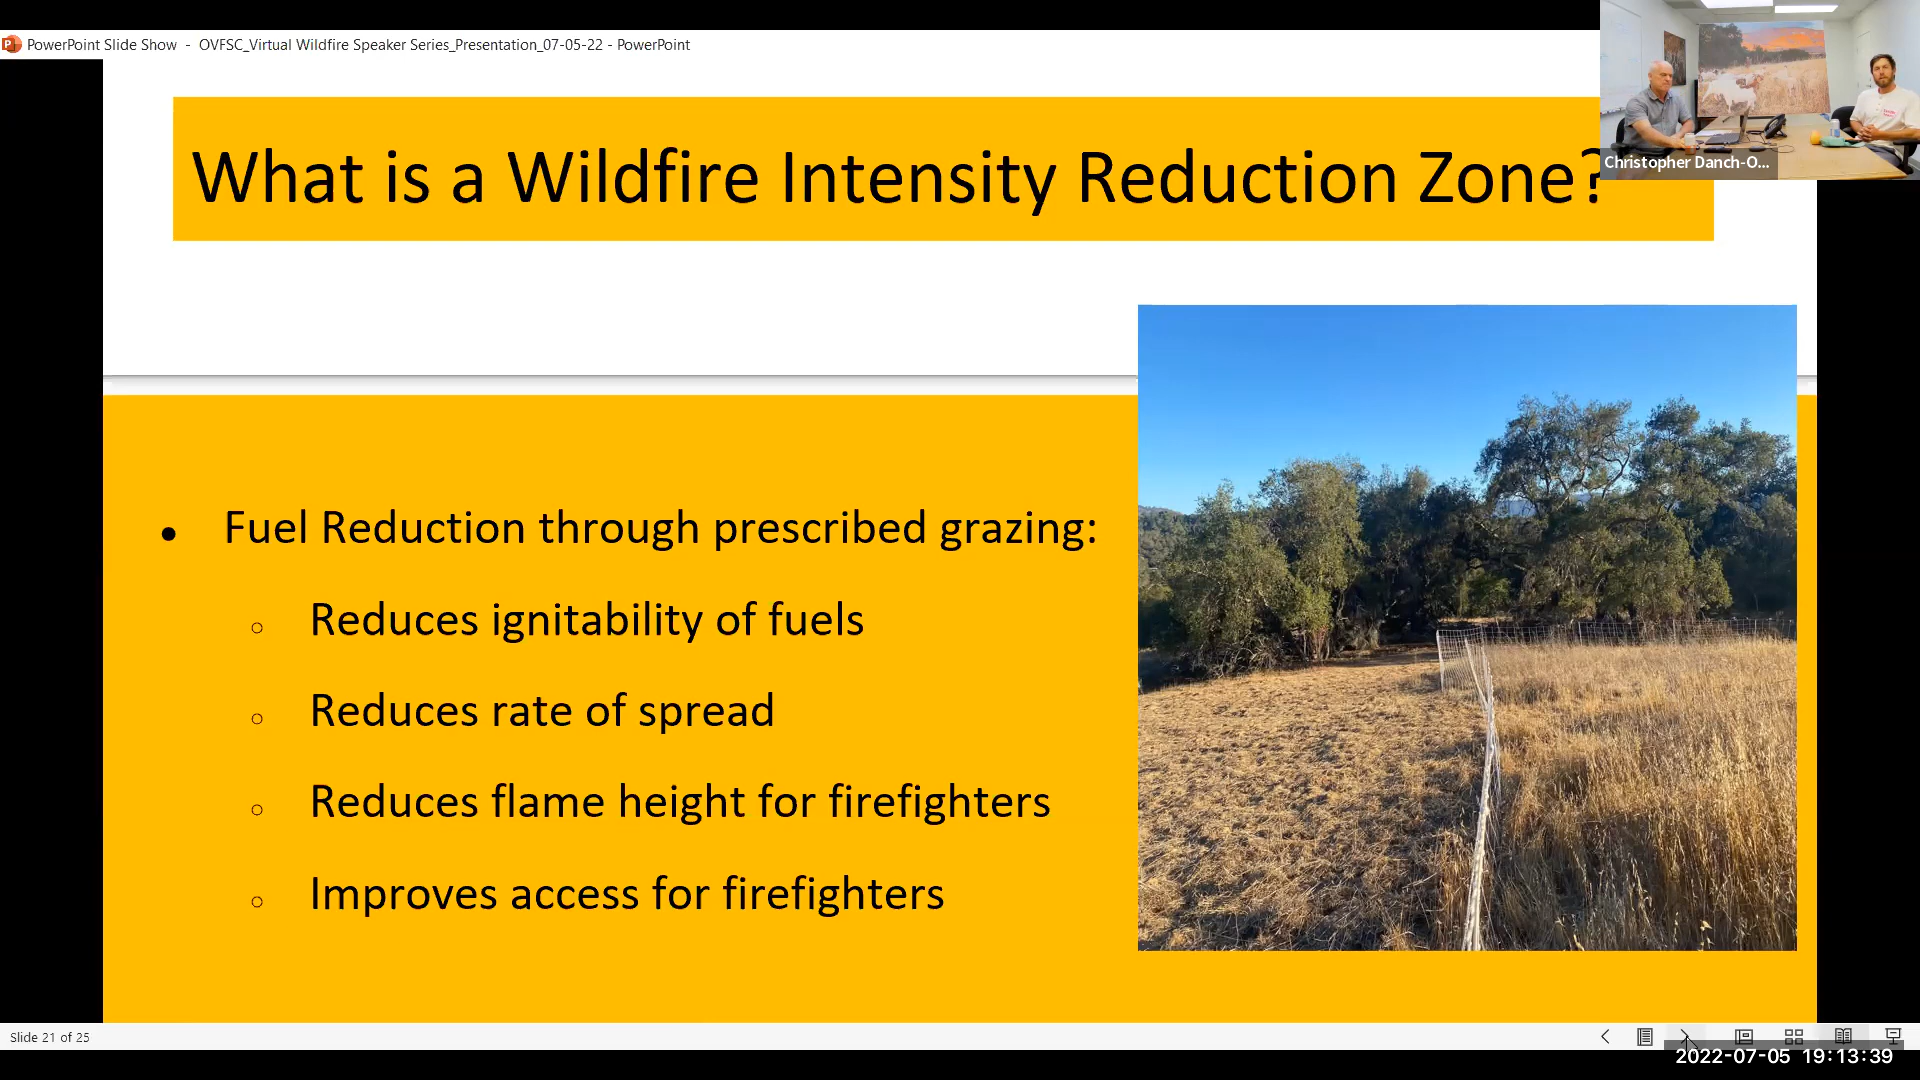 PowerPoint Slide Show - OVFSC_Virtual Wildfire Speaker Series_Presentation_07-05-22 - PowerPoint
Christopher Danch-O...
What is a Wildfire Intensity Reduction Zone?
• Fuel Reduction through prescribed grazing:
○ Reduces ignitability of fuels
○ Reduces rate of spread
○ Reduces flame height for firefighters
○ Improves access for firefighters
Slide 21 of 25
2022-07-05 19:13:39